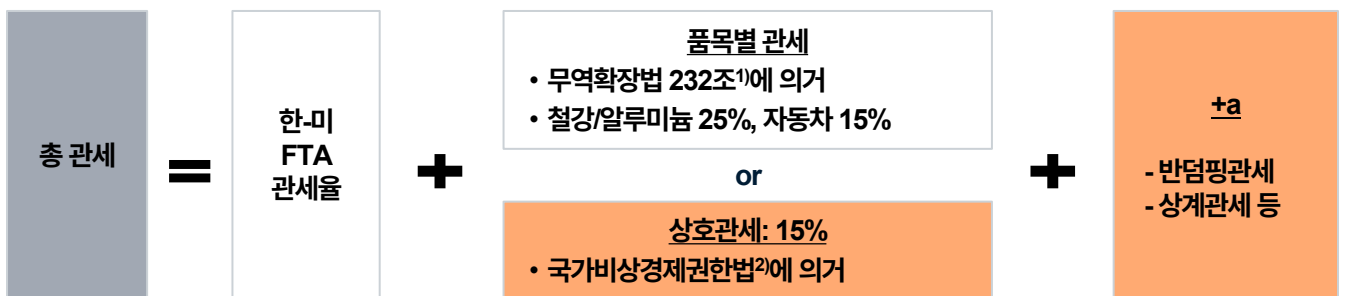 총 관세
=
한-미
FTA
관세율
+
품목별 관세
• 무역확장법 232조1)에 의거
• 철강/알루미늄 25%, 자동차 15%
or
상호관세: 15%
• 국가비상경제권한법2)에 의거
+
+a
- 반덤핑관세
- 상계관세 등